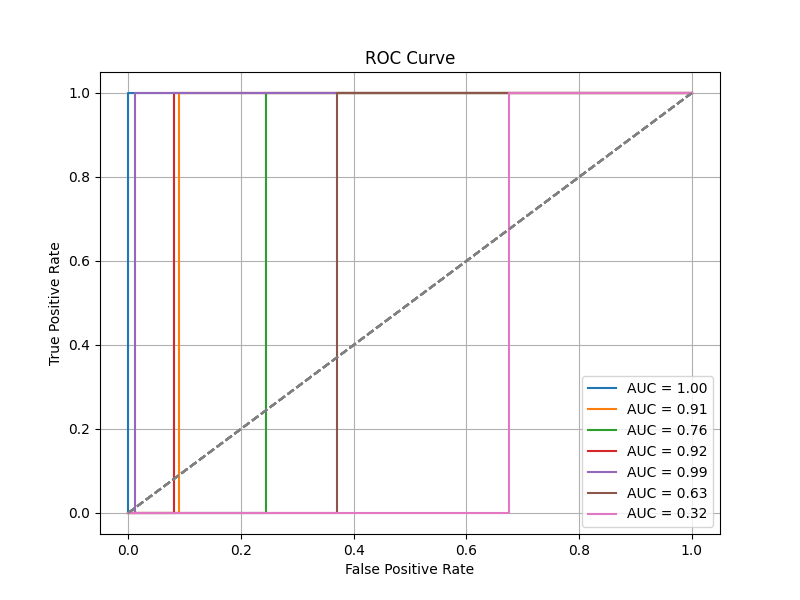 ROC Curve
True Positive Rate
1.0
0.8
0.6
0.4
0.2
0.0
AUC = 1.00
AUC = 0.91
AUC = 0.76
AUC = 0.92
AUC = 0.99
AUC = 0.63
AUC = 0.32
0.0 0.2 0.4 0.6 0.8 1.0
False Positive Rate